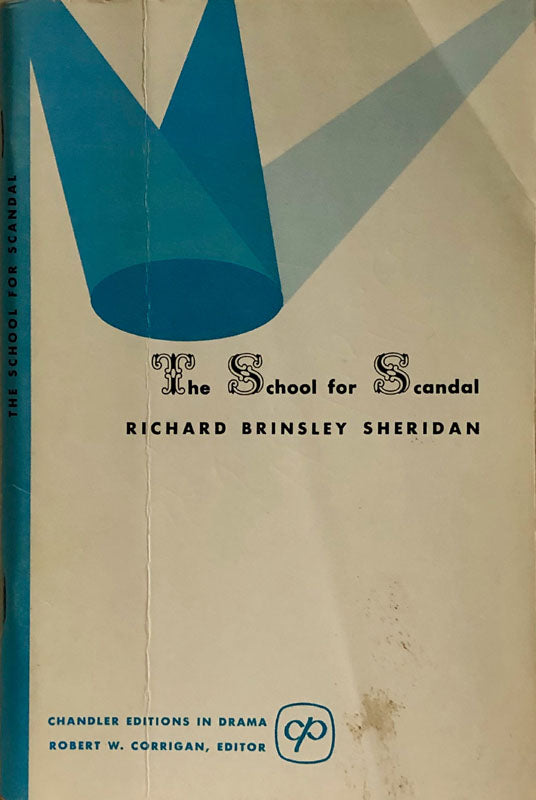 THE SCHOOL FOR SCANDAL
The School for Scandal
RICHARD BRINSLEY SHERIDAN
CHANDLER EDITIONS IN DRAMA
ROBERT W. CORRIGAN, EDITOR
cp